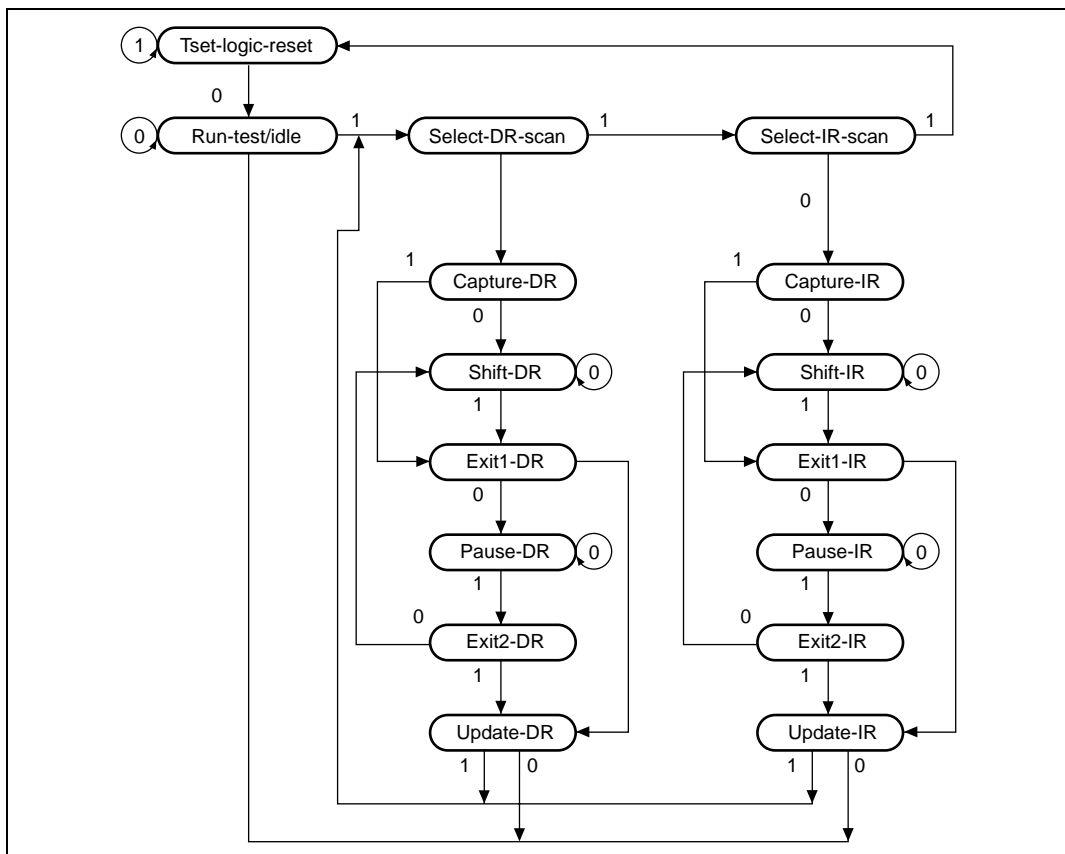 1 Tset-logic-reset
0
0 Run-test/idle 1 Select-DR-scan 1 Select-IR-scan 1
0
1 1
Capture-DR Capture-IR
0 0
Shift-DR 0 Shift-IR 0
1 1
Exit1-DR Exit1-IR
0 0
Pause-DR 0 Pause-IR 0
1 1
0 0
Exit2-DR Exit2-IR
1 1
Update-DR Update-IR
1 0 1 0